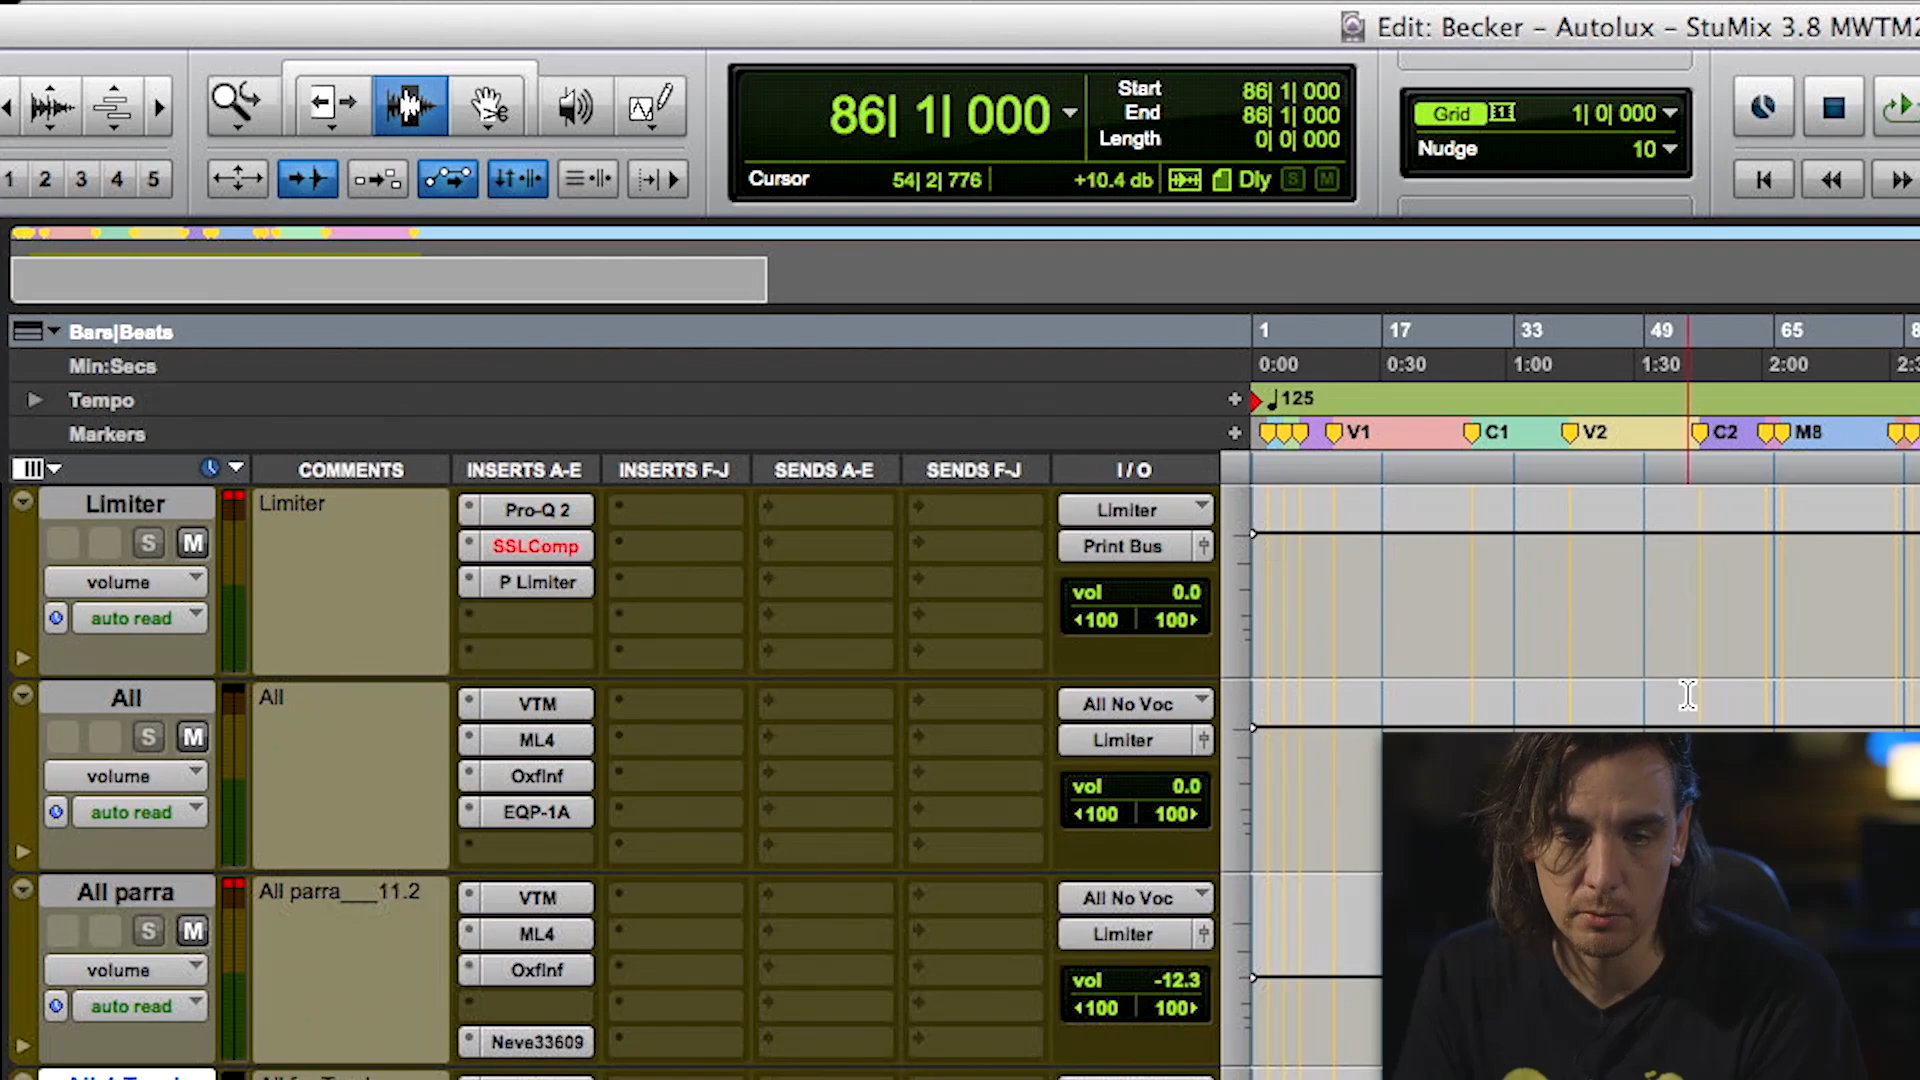 Edit: Becker – Autolux – StuMix 3.8 MWTM2
86| 1| 000
Start 86| 1| 000
End 86| 1| 000
Length 0| 0| 000
Cursor 54| 2| 776 +10.4 db Dly S M
Grid 1| 0| 000
Nudge 10
1 2 3 4 5
Bars|Beats 1 17 33 49 65 8
Min:Secs 0:00 0:30 1:00 1:30 2:00 2:3
Tempo 125
Markers V1 C1 V2 C2 M8
COMMENTS INSERTS A-E INSERTS F-J SENDS A-E SENDS F-J I / O
Limiter Limiter Pro-Q 2 Limiter
S M SSLComp Print Bus
volume P Limiter vol 0.0
auto read 100 100
All All VTM All No Voc
S M ML4 Limiter
volume OxfInf vol 0.0
auto read EQP-1A 100 100
All parra All parra___11.2 VTM All No Voc
S M ML4 Limiter
volume OxfInf vol -12.3
auto read 100 100
Neve33609